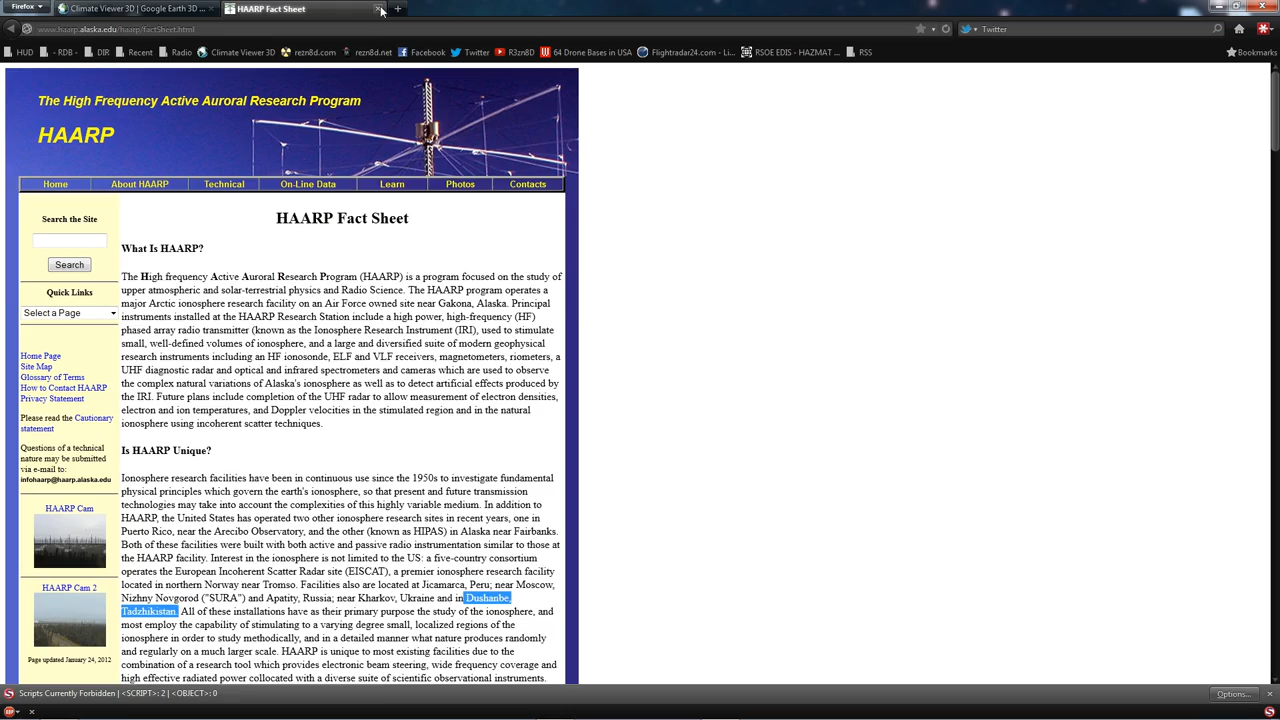 Firefox
Climate Viewer 3D | Google Earth 3D ...
HAARP Fact Sheet
www.haarp.alaska.edu/haarp/factSheet.html
Twitter
HUD
- RDB -
DIR
Recent
Radio
Climate Viewer 3D
rezn8d.com
rezn8d.net
Facebook
Twitter
R3zn8D
64 Drone Bases in USA
Flightradar24.com - Li...
RSOE EDIS - HAZMAT ...
RSS
Bookmarks
The High Frequency Active Auroral Research Program
HAARP
Home
About HAARP
Technical
On-Line Data
Learn
Photos
Contacts
Search the Site
Search
Quick Links
Select a Page
Home Page
Site Map
Glossary of Terms
How to Contact HAARP
Privacy Statement
Please read the Cautionary
statement
Questions of a technical
nature may be submitted
via e-mail to:
infohaarp@haarp.alaska.edu
HAARP Cam
HAARP Cam 2
Page updated January 24, 2012
HAARP Fact Sheet
What Is HAARP?
The High frequency Active Auroral Research Program (HAARP) is a program focused on the study of
upper atmospheric and solar-terrestrial physics and Radio Science. The HAARP program operates a
major Arctic ionosphere research facility on an Air Force owned site near Gakona, Alaska. Principal
instruments installed at the HAARP Research Station include a high power, high-frequency (HF)
phased array radio transmitter (known as the Ionosphere Research Instrument (IRI), used to stimulate
small, well-defined volumes of ionosphere, and a large and diversified suite of modern geophysical
research instruments including an HF ionosonde, ELF and VLF receivers, magnetometers, riometers, a
UHF diagnostic radar and optical and infrared spectrometers and cameras which are used to observe
the complex natural variations of Alaska's ionosphere as well as to detect artificial effects produced by
the IRI. Future plans include completion of the UHF radar to allow measurement of electron densities,
electron and ion temperatures, and Doppler velocities in the stimulated region and in the natural
ionosphere using incoherent scatter techniques.
Is HAARP Unique?
Ionosphere research facilities have been in continuous use since the 1950s to investigate fundamental
physical principles which govern the earth's ionosphere, so that present and future transmission
technologies may take into account the complexities of this highly variable medium. In addition to
HAARP, the United States has operated two other ionosphere research sites in recent years, one in
Puerto Rico, near the Arecibo Observatory, and the other (known as HIPAS) in Alaska near Fairbanks.
Both of these facilities were built with both active and passive radio instrumentation similar to those at
the HAARP facility. Interest in the ionosphere is not limited to the US: a five-country consortium
operates the European Incoherent Scatter Radar site (EISCAT), a premier ionosphere research facility
located in northern Norway near Tromso. Facilities also are located at Jicamarca, Peru; near Moscow,
Nizhny Novgorod ("SURA") and Apatity, Russia; near Kharkov, Ukraine and in Dushanbe,
Tadzhikistan. All of these installations have as their primary purpose the study of the ionosphere, and
most employ the capability of stimulating to a varying degree small, localized regions of the
ionosphere in order to study methodically, and in a detailed manner what nature produces randomly
and regularly on a much larger scale. HAARP is unique to most existing facilities due to the
combination of a research tool which provides electronic beam steering, wide frequency coverage and
high effective radiated power collocated with a diverse suite of scientific observational instruments.
Scripts Currently Forbidden | <SCRIPT>: 2 | <OBJECT>: 0
Options...